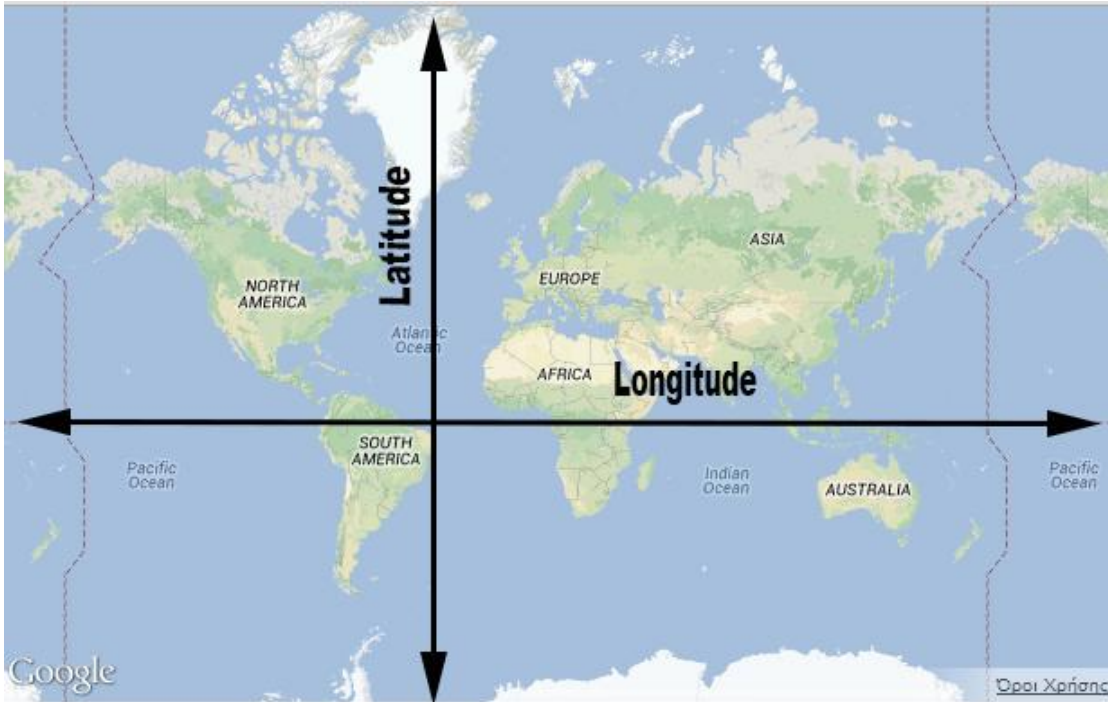 Latitude
ASIA
EUROPE
NORTH
AMERICA
Atlantic
Ocean
AFRICA
Longitude
SOUTH
AMERICA
Pacific
Ocean
Indian
Ocean
AUSTRALIA
Pacific
Ocean
Google
Όροι Χρήσης